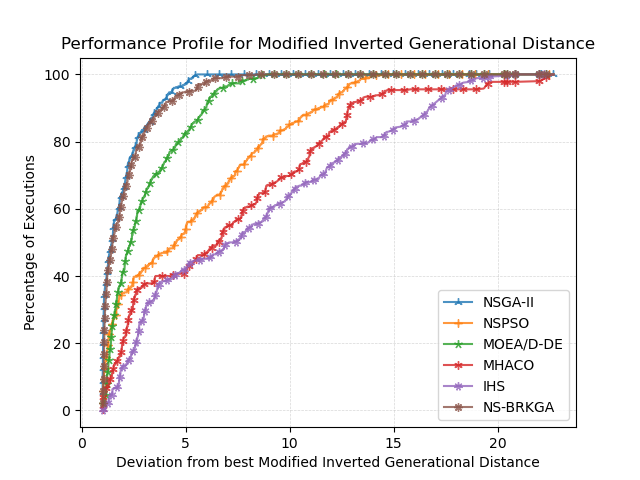 Performance Profile for Modified Inverted Generational Distance
Percentage of Executions
100
80
60
40
20
0
NSGA-II
NSPSO
MOEA/D-DE
MHACO
IHS
NS-BRKGA
0 5 10 15 20
Deviation from best Modified Inverted Generational Distance